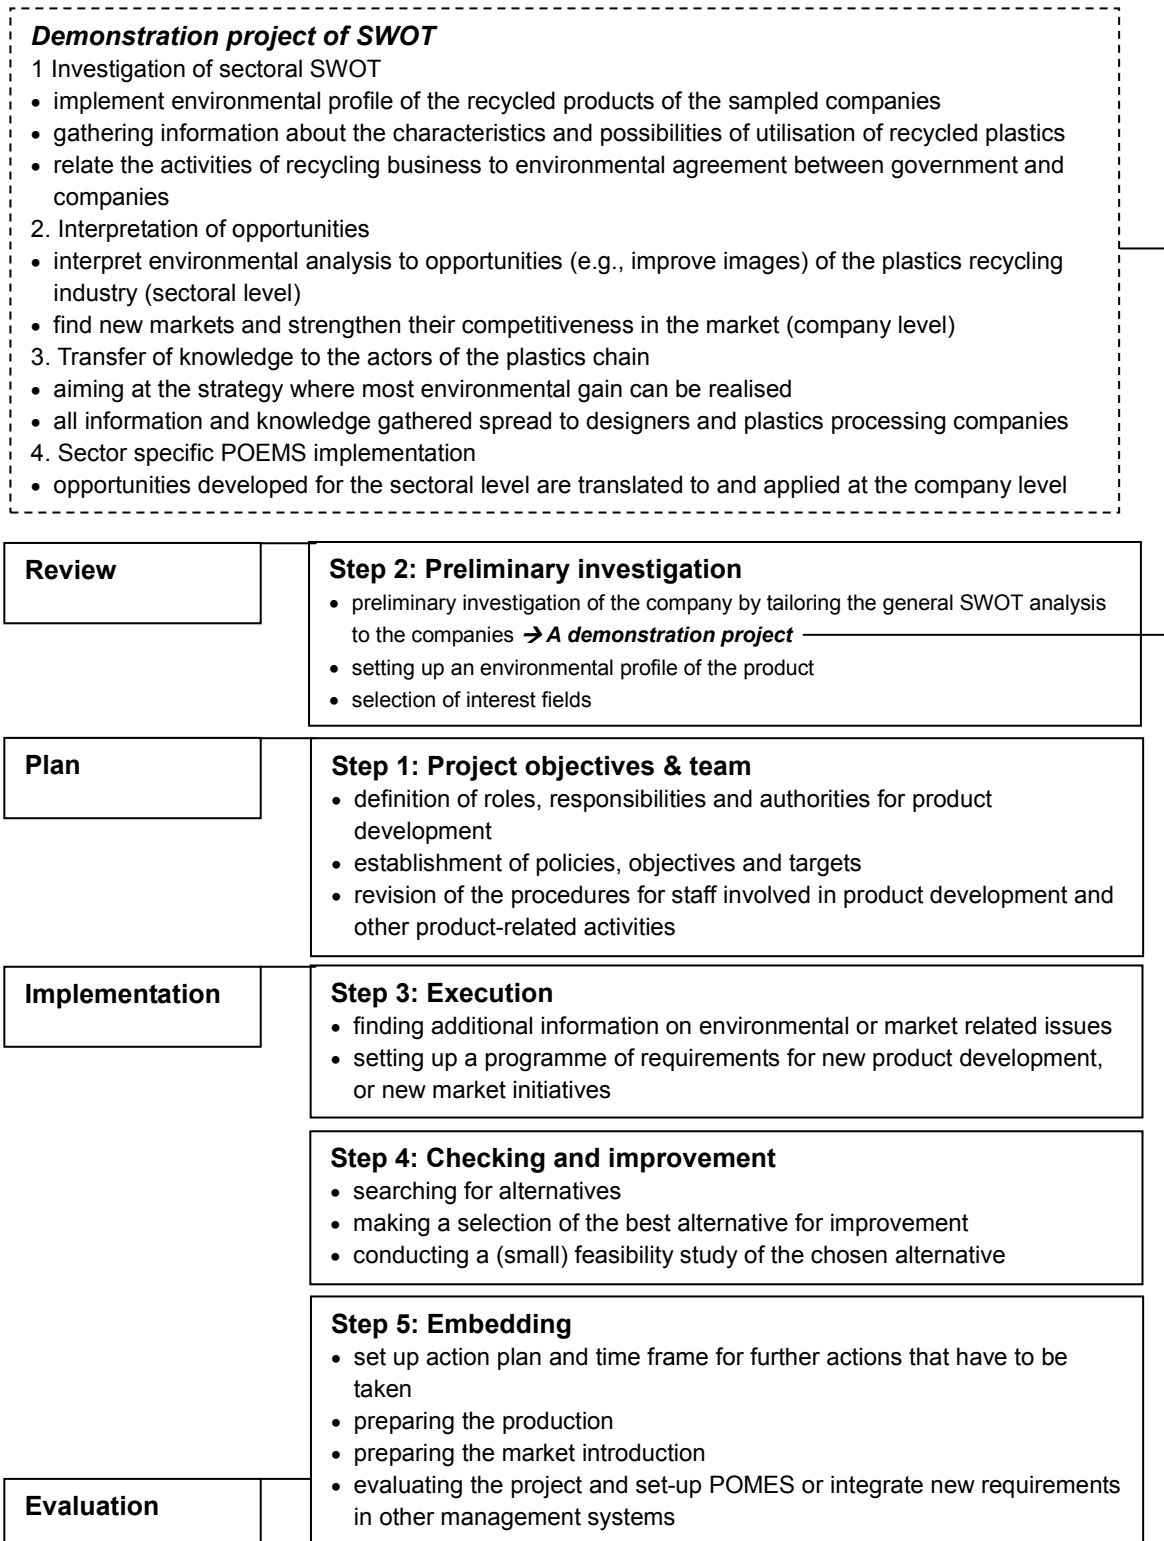 Demonstration project of SWOT
1 Investigation of sectoral SWOT
• implement environmental profile of the recycled products of the sampled companies
• gathering information about the characteristics and possibilities of utilisation of recycled plastics
• relate the activities of recycling business to environmental agreement between government and
companies
2. Interpretation of opportunities
• interpret environmental analysis to opportunities (e.g., improve images) of the plastics recycling
industry (sectoral level)
• find new markets and strengthen their competitiveness in the market (company level)
3. Transfer of knowledge to the actors of the plastics chain
• aiming at the strategy where most environmental gain can be realised
• all information and knowledge gathered spread to designers and plastics processing companies
4. Sector specific POEMS implementation
• opportunities developed for the sectoral level are translated to and applied at the company level
Review
Step 2: Preliminary investigation
• preliminary investigation of the company by tailoring the general SWOT analysis
to the companies → A demonstration project
• setting up an environmental profile of the product
• selection of interest fields
Plan
Step 1: Project objectives & team
• definition of roles, responsibilities and authorities for product
development
• establishment of policies, objectives and targets
• revision of the procedures for staff involved in product development and
other product-related activities
Implementation
Step 3: Execution
• finding additional information on environmental or market related issues
• setting up a programme of requirements for new product development,
or new market initiatives
Step 4: Checking and improvement
• searching for alternatives
• making a selection of the best alternative for improvement
• conducting a (small) feasibility study of the chosen alternative
Step 5: Embedding
• set up action plan and time frame for further actions that have to be
taken
• preparing the production
• preparing the market introduction
• evaluating the project and set-up POMES or integrate new requirements
in other management systems
Evaluation